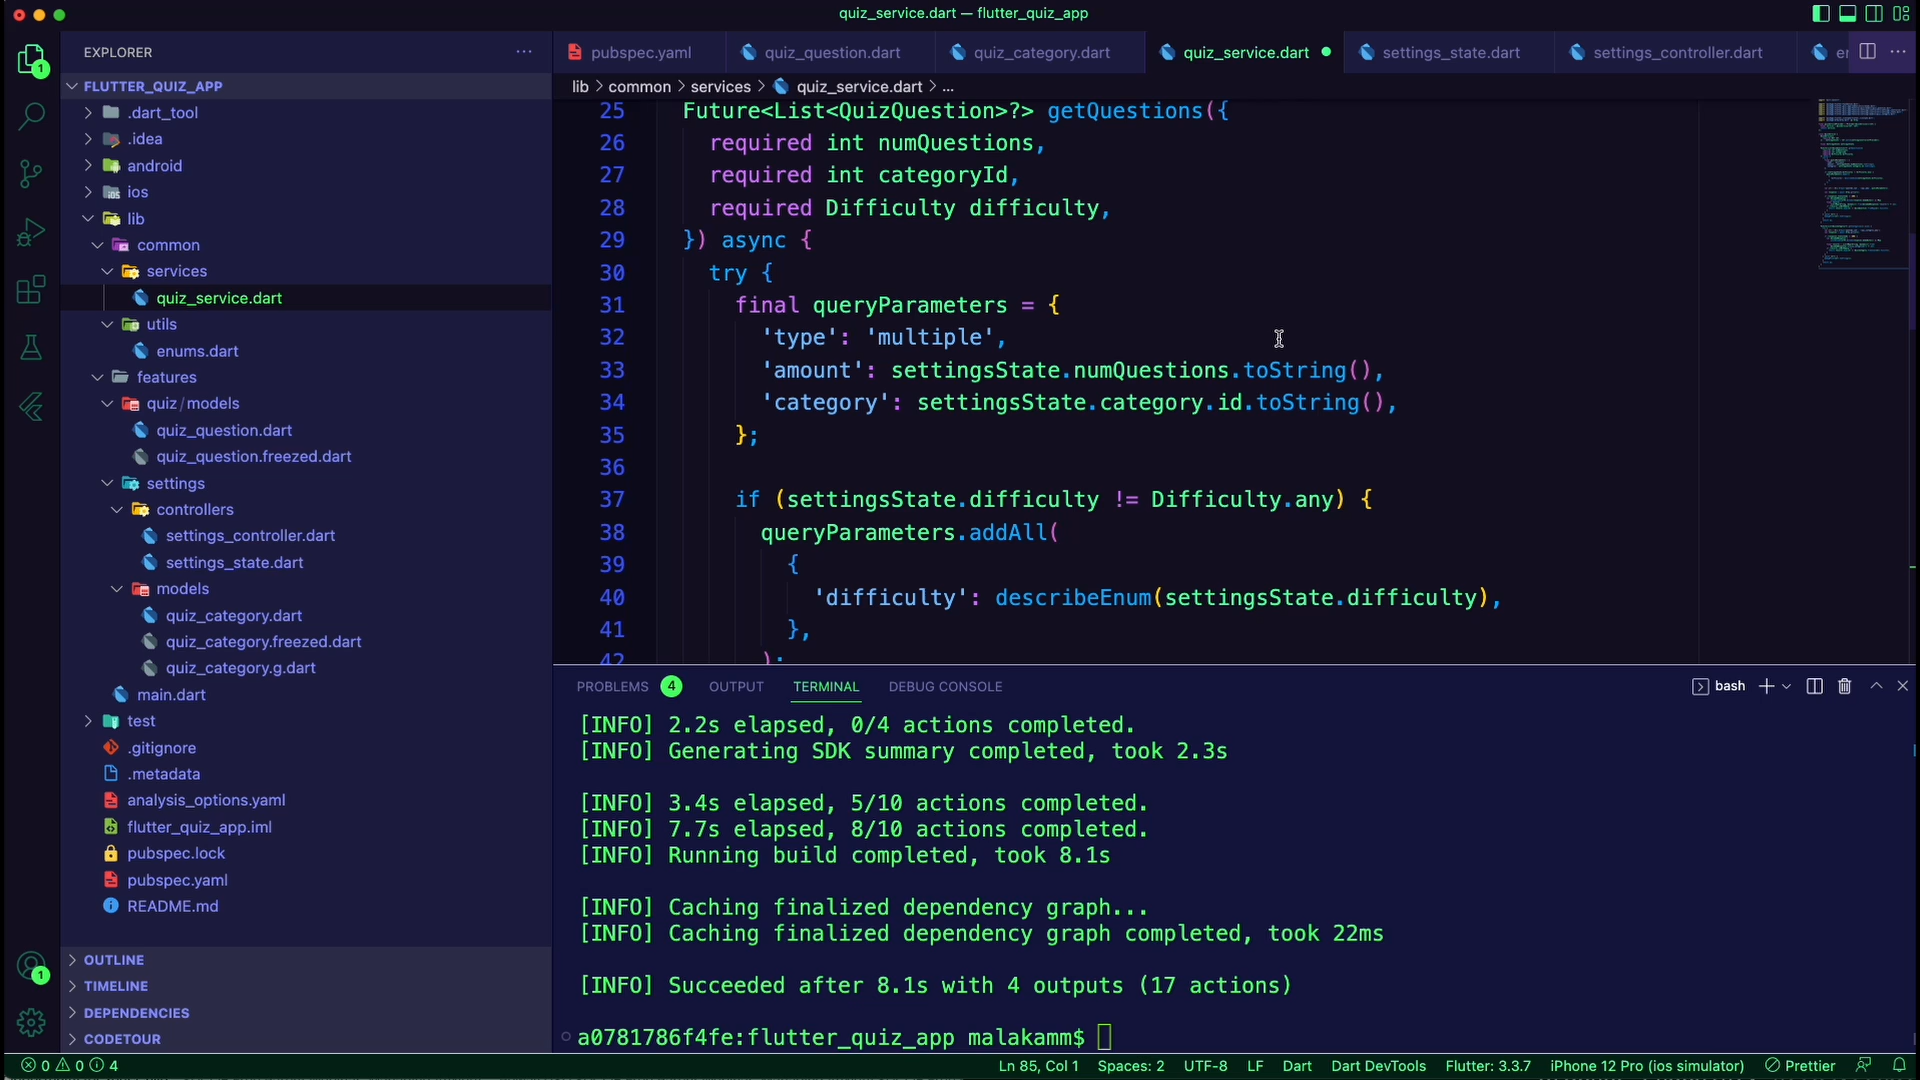 quiz_service.dart — flutter_quiz_app
EXPLORER
FLUTTER_QUIZ_APP
.dart_tool
.idea
android
ios
lib
common
services
quiz_service.dart
utils
enums.dart
features
quiz / models
quiz_question.dart
quiz_question.freezed.dart
settings
controllers
settings_controller.dart
settings_state.dart
models
quiz_category.dart
quiz_category.freezed.dart
quiz_category.g.dart
main.dart
test
.gitignore
.metadata
analysis_options.yaml
flutter_quiz_app.iml
pubspec.lock
pubspec.yaml
README.md
OUTLINE
TIMELINE
DEPENDENCIES
CODETOUR
1
1
pubspec.yaml quiz_question.dart quiz_category.dart quiz_service.dart settings_state.dart settings_controller.dart
lib > common > services > quiz_service.dart > ...
25 Future<List<QuizQuestion>?> getQuestions({
26 required int numQuestions,
27 required int categoryId,
28 required Difficulty difficulty,
29 }) async {
30 try {
31 final queryParameters = {
32 'type': 'multiple',
33 'amount': settingsState.numQuestions.toString(),
34 'category': settingsState.category.id.toString(),
35 };
36
37 if (settingsState.difficulty != Difficulty.any) {
38 queryParameters.addAll(
39 {
40 'difficulty': describeEnum(settingsState.difficulty),
41 },
42 );
PROBLEMS 4 OUTPUT TERMINAL DEBUG CONSOLE bash
[INFO] 2.2s elapsed, 0/4 actions completed.
[INFO] Generating SDK summary completed, took 2.3s
[INFO] 3.4s elapsed, 5/10 actions completed.
[INFO] 7.7s elapsed, 8/10 actions completed.
[INFO] Running build completed, took 8.1s
[INFO] Caching finalized dependency graph...
[INFO] Caching finalized dependency graph completed, took 22ms
[INFO] Succeeded after 8.1s with 4 outputs (17 actions)
a0781786f4fe:flutter_quiz_app malakamm$
0 0 4 Ln 85, Col 1 Spaces: 2 UTF-8 LF Dart Dart DevTools Flutter: 3.3.7 iPhone 12 Pro (ios simulator) Prettier